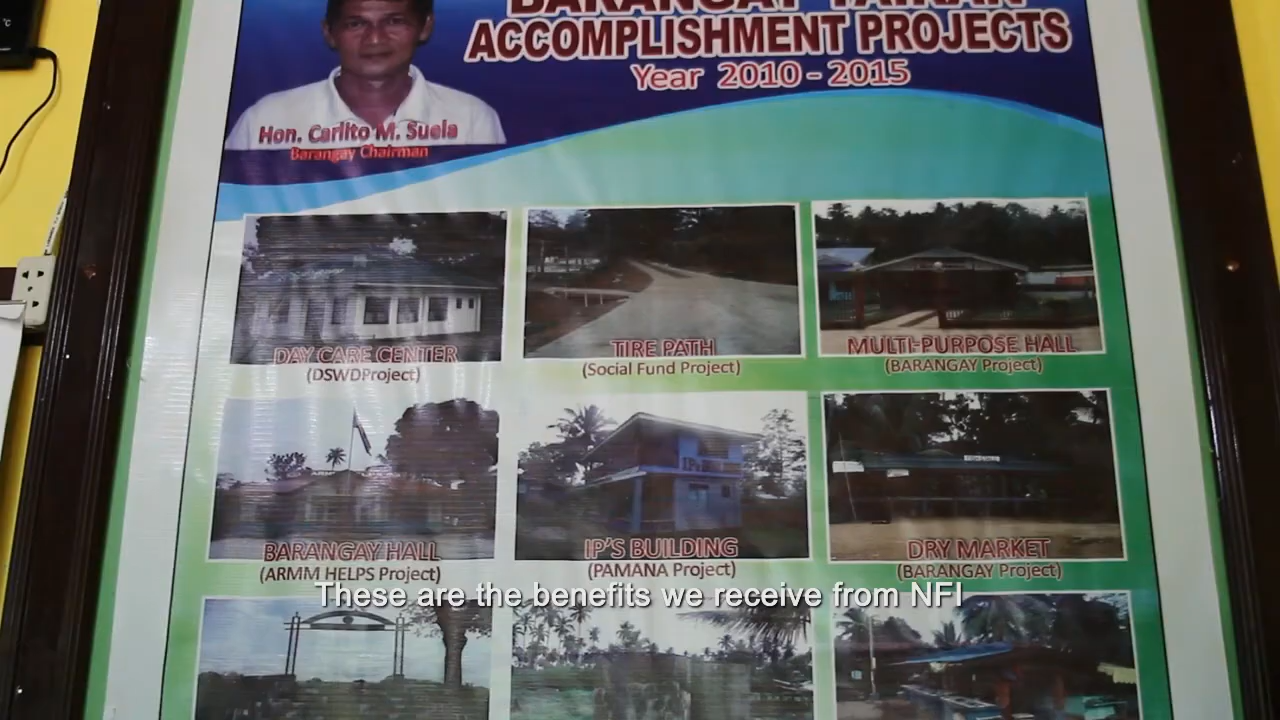 ACCOMPLISHMENT PROJECTS
Year 2010 - 2015
Hon. Carlito M. Suela
Barangay Chairman
DAY CARE CENTER
(DSWDProject)
TIRE PATH
(Social Fund Project)
MULTI-PURPOSE HALL
(BARANGAY Project)
BARANGAY HALL
(ARMM HELPS Project)
IP'S BUILDING
(PAMANA Project)
DRY MARKET
(BARANGAY Project)
These are the benefits we receive from NFI